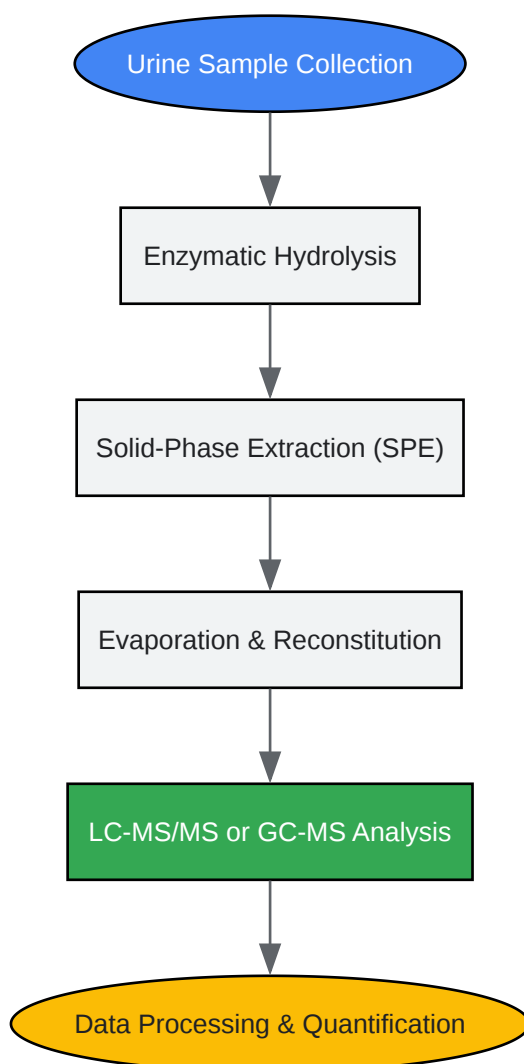 Urine Sample Collection
Enzymatic Hydrolysis
Solid-Phase Extraction (SPE)
Evaporation & Reconstitution
LC-MS/MS or GC-MS Analysis
Data Processing & Quantification